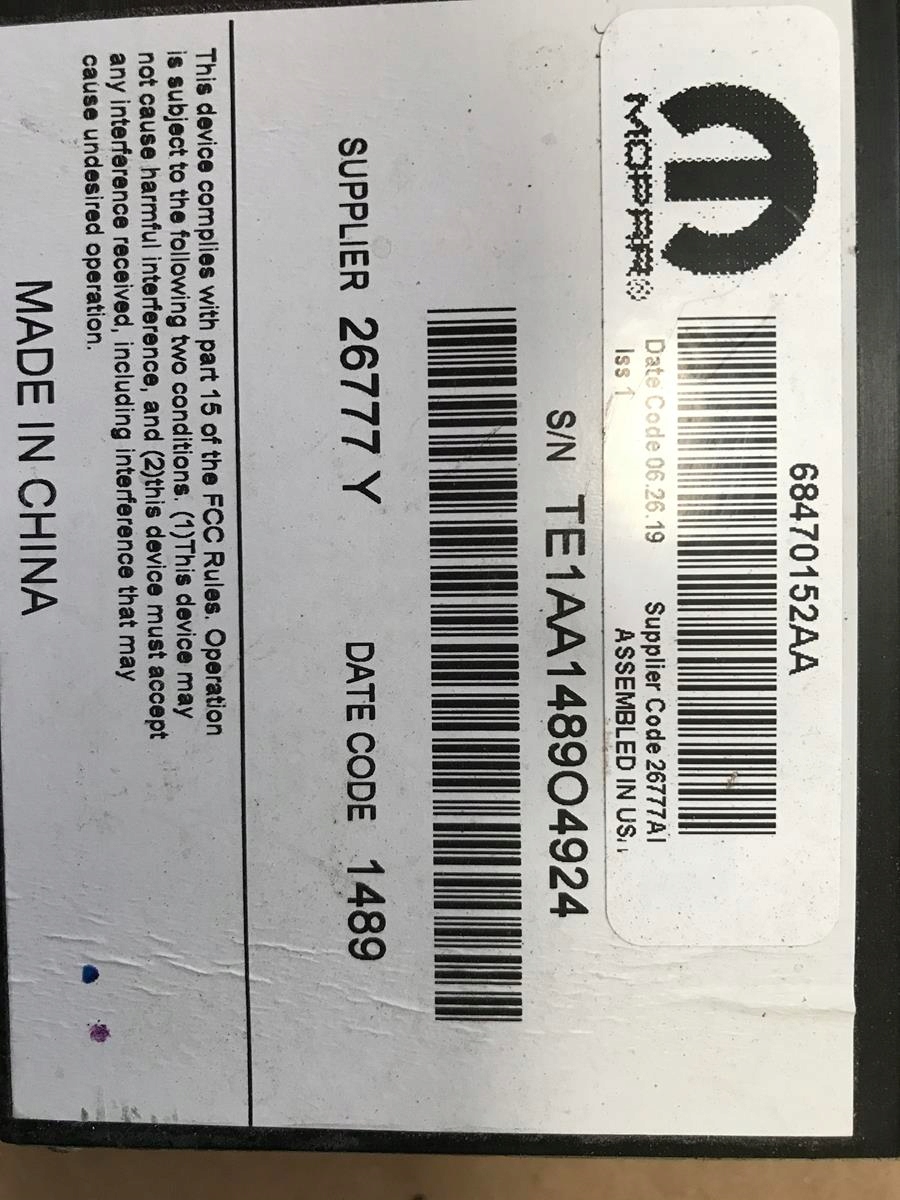 68470152AA
MOPAR®
Date Code 06.26.19 Supplier Code 26777AI
Iss 1 ASSEMBLED IN
S/N TE1AA1489O4924
SUPPLIER 26777 Y DATE CODE 1489
This device complies with part 15 of the FCC Rules. Operation
is subject to the following two conditions. (1)This device may
not cause harmful interference, and (2)this device must accept
any interference received, including interference that may
cause undesired operation.
MADE IN CHINA